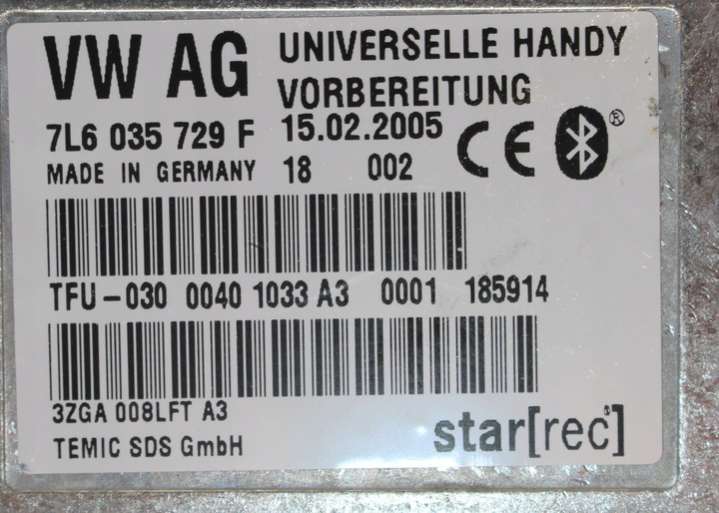 VW AG UNIVERSELLE HANDY
VORBEREITUNG
7L6 035 729 F 15.02.2005
MADE IN GERMANY 18 002 CE ®
TFU-030 0040 1033 A3 0001 185914
3ZGA 008LFT A3
TEMIC SDS GmbH star[rec]